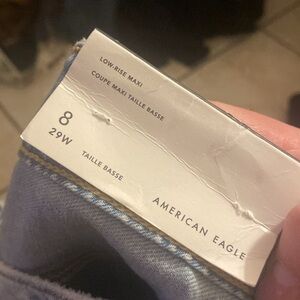 LOW-RISE MAXI
COUPE MAXI TAILLE BASSE
8
29W
TAILLE BASSE
AMERICAN EAGLE